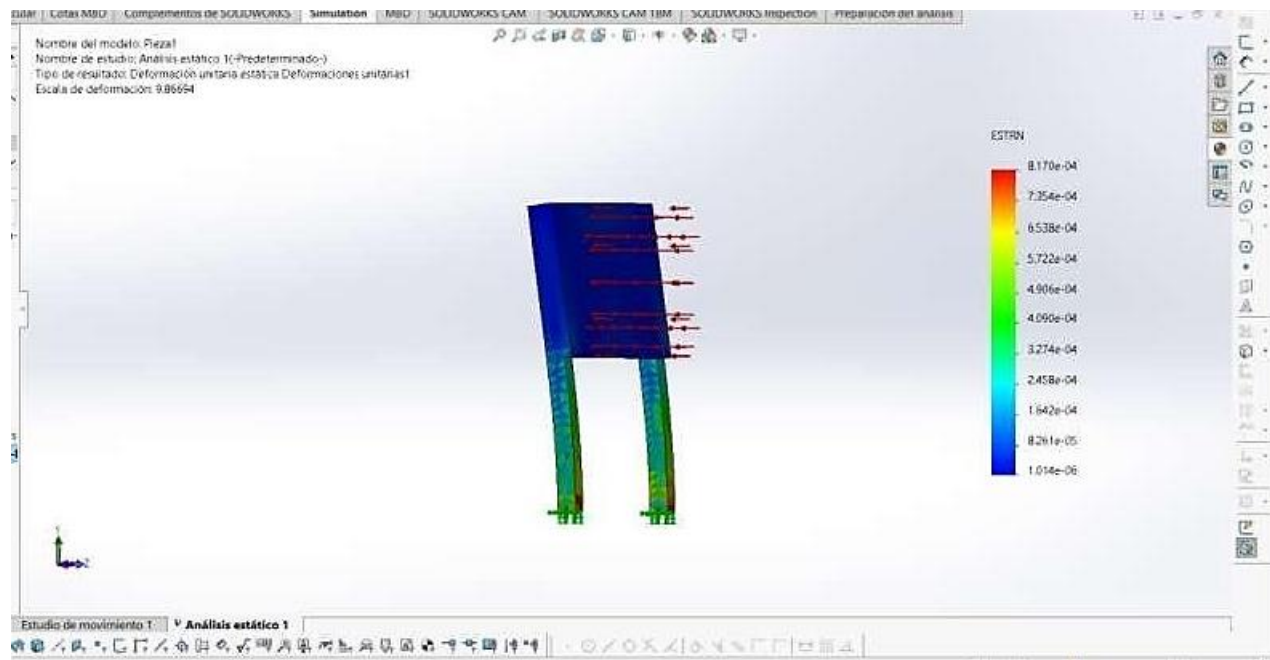 Cotas MBD Complementos de SOLIDWORKS Simulation MBD SOLIDWORKS CAM SOLIDWORKS CAM TBM SOLIDWORKS Inspection Preparación del análisis
Nombre del modelo: Pieza1
Nombre de estudio: Análisis estático 1(-Predeterminado-)
Tipo de resultado: Deformación unitaria estática Deformaciones unitarias1
Escala de deformación: 9.86694
ESTRN
8.170e-04
7.354e-04
6.538e-04
5.722e-04
4.906e-04
4.090e-04
3.274e-04
2.458e-04
1.642e-04
8.261e-05
1.014e-06
Y
Z
Estudio de movimiento 1 Análisis estático 1